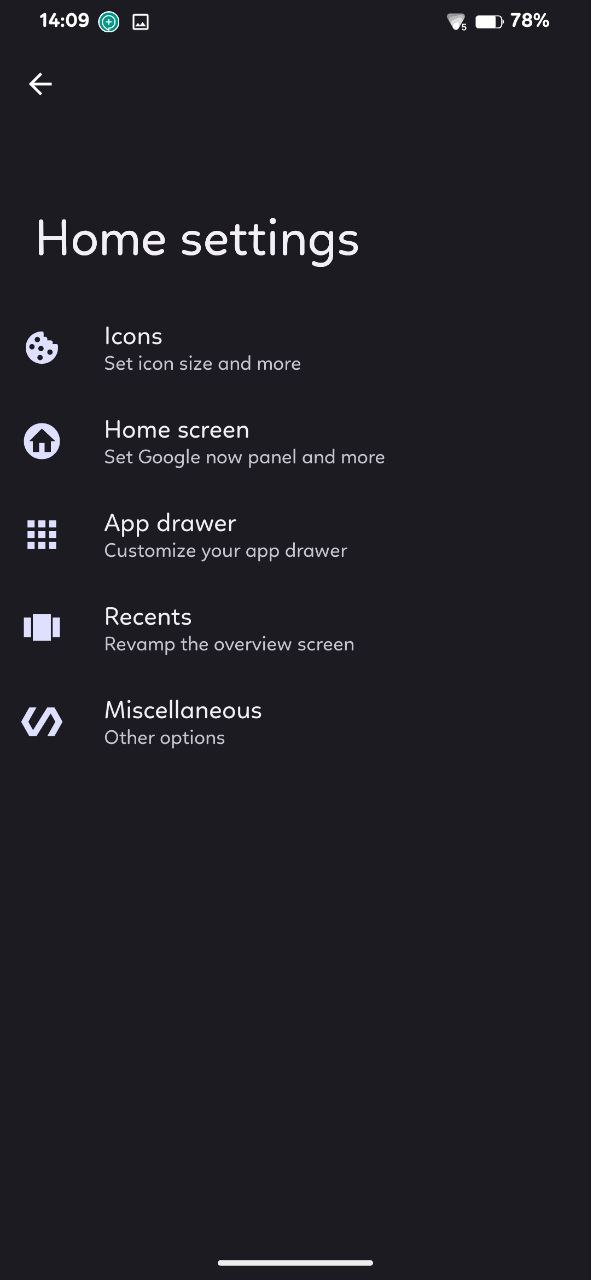 14:09
5
78%
Home settings
Icons
Set icon size and more
Home screen
Set Google now panel and more
App drawer
Customize your app drawer
Recents
Revamp the overview screen
Miscellaneous
Other options